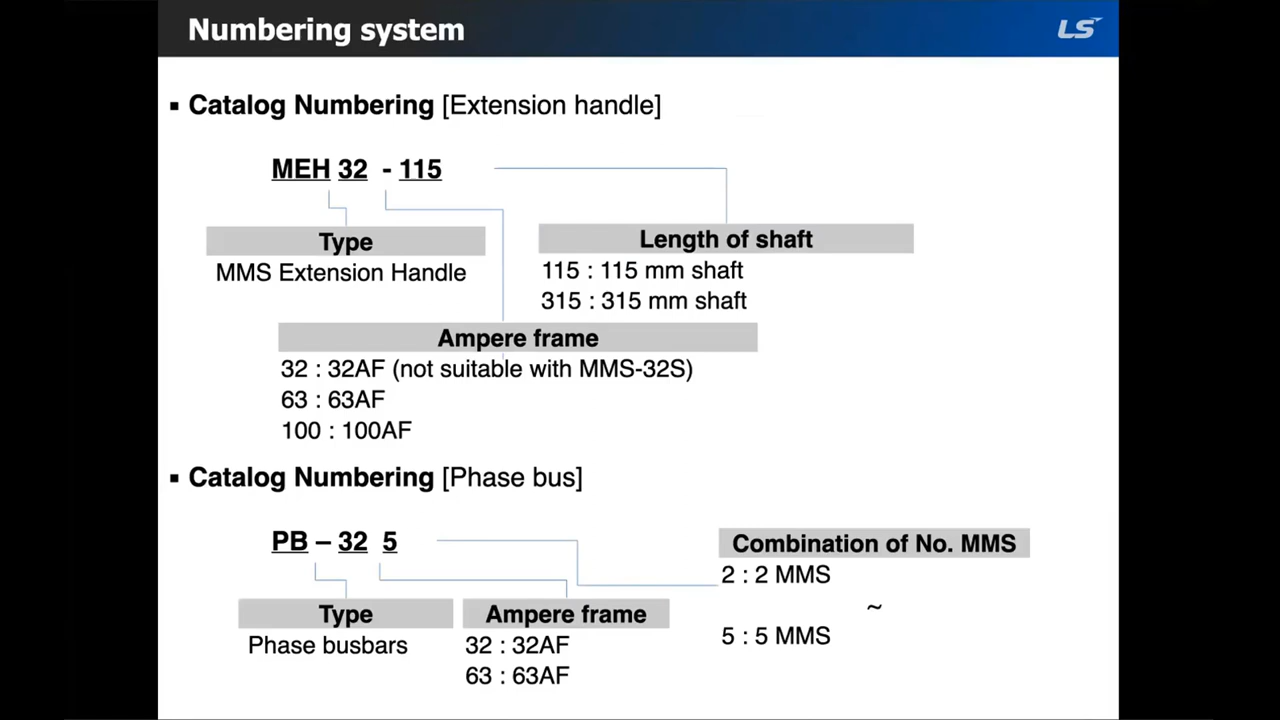 Numbering system
LS
▪ Catalog Numbering [Extension handle]
MEH 32 - 115
Type
MMS Extension Handle
Length of shaft
115 : 115 mm shaft
315 : 315 mm shaft
Ampere frame
32 : 32AF (not suitable with MMS-32S)
63 : 63AF
100 : 100AF
▪ Catalog Numbering [Phase bus]
PB – 32 5
Type
Phase busbars
Ampere frame
32 : 32AF
63 : 63AF
Combination of No. MMS
2 : 2 MMS
~
5 : 5 MMS